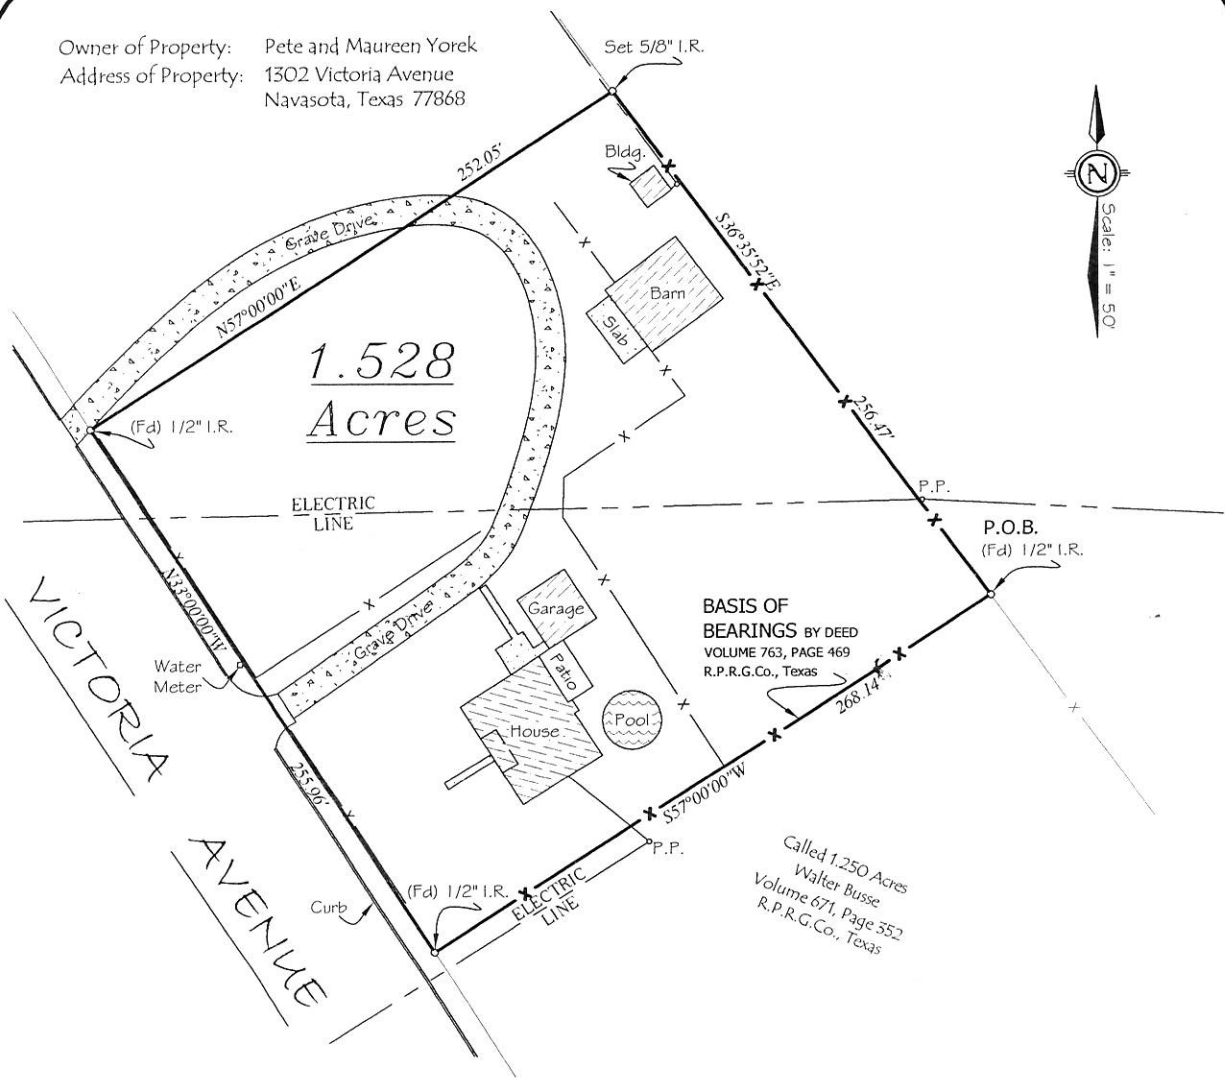 Owner of Property: Pete and Maureen Yorek
Address of Property: 1302 Victoria Avenue
Navasota, Texas 77868
Set 5/8" I.R.
252.05'
Bldg.
N
Scale: 1" = 50'
Grave Drive
S36°35'52"E
N57°00'00"E
Barn
Slab
1.528
Acres
(Fd) 1/2" I.R.
256.47'
P.P.
ELECTRIC
LINE
P.O.B.
(Fd) 1/2" I.R.
N33°00'00"W
VICTORIA
AVENUE
Grave Drive
Garage
BASIS OF
BEARINGS BY DEED
VOLUME 763, PAGE 469
R.P.R.G.Co., Texas
Water
Meter
Patio
268.14'
House
Pool
255.96'
S57°00'00"W
P.P.
Called 1.250 Acres
Walter Busse
Volume 671, Page 352
R.P.R.G.Co., Texas
(Fd) 1/2" I.R.
ELECTRIC
LINE
Curb